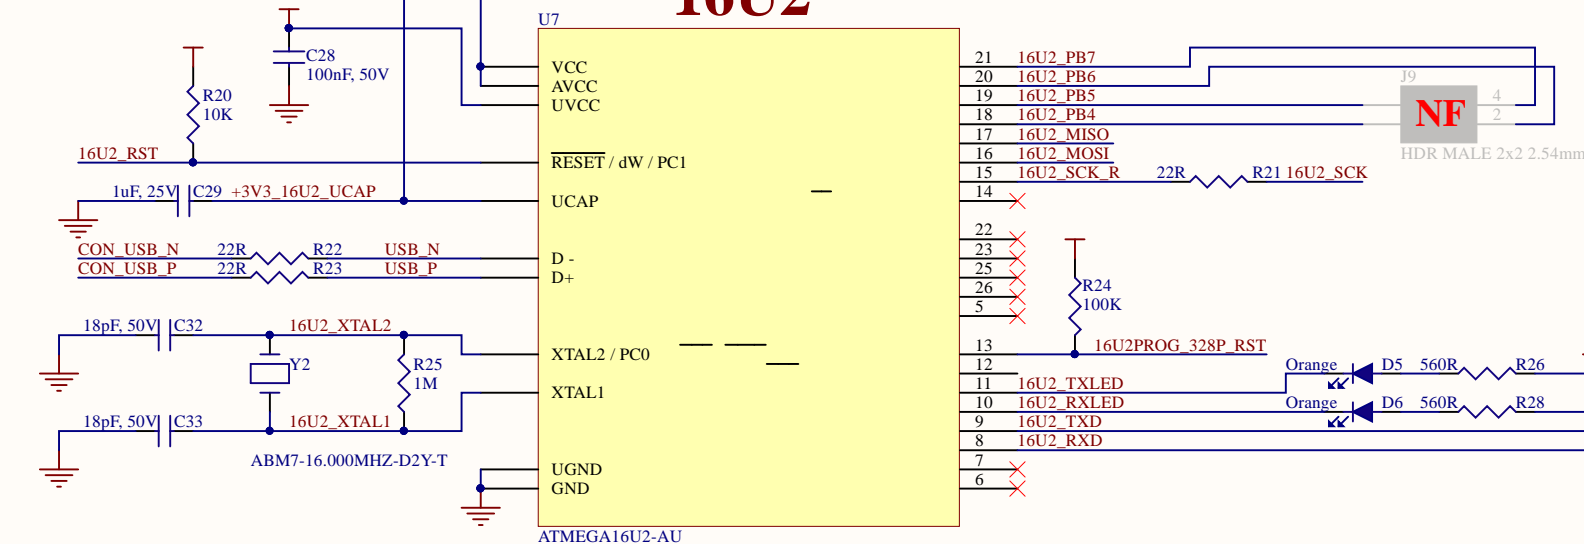 16U2
U7
C28
100nF, 50V
R20
10K
16U2_RST
1uF, 25V C29 +3V3_16U2_UCAP
CON_USB_N 22R R22 USB_N
CON_USB_P 22R R23 USB_P
18pF, 50V C32 16U2_XTAL2
Y2
R25
1M
18pF, 50V C33 16U2_XTAL1
ABM7-16.000MHZ-D2Y-T
VCC
AVCC
UVCC
RESET / dW / PC1
UCAP
D -
D+
XTAL2 / PC0
XTAL1
UGND
GND
ATMEGA16U2-AU
21 16U2_PB7
20 16U2_PB6
19 16U2_PB5
18 16U2_PB4
17 16U2_MISO
16 16U2_MOSI
15 16U2_SCK_R 22R R21 16U2_SCK
14
22
23
25
26
5
13 16U2PROG_328P_RST
12
11 16U2_TXLED
10 16U2_RXLED
9 16U2_TXD
8 16U2_RXD
7
6
J9
NF
4
2
HDR MALE 2x2 2.54mm
R24
100K
Orange D5 560R R26
Orange D6 560R R28